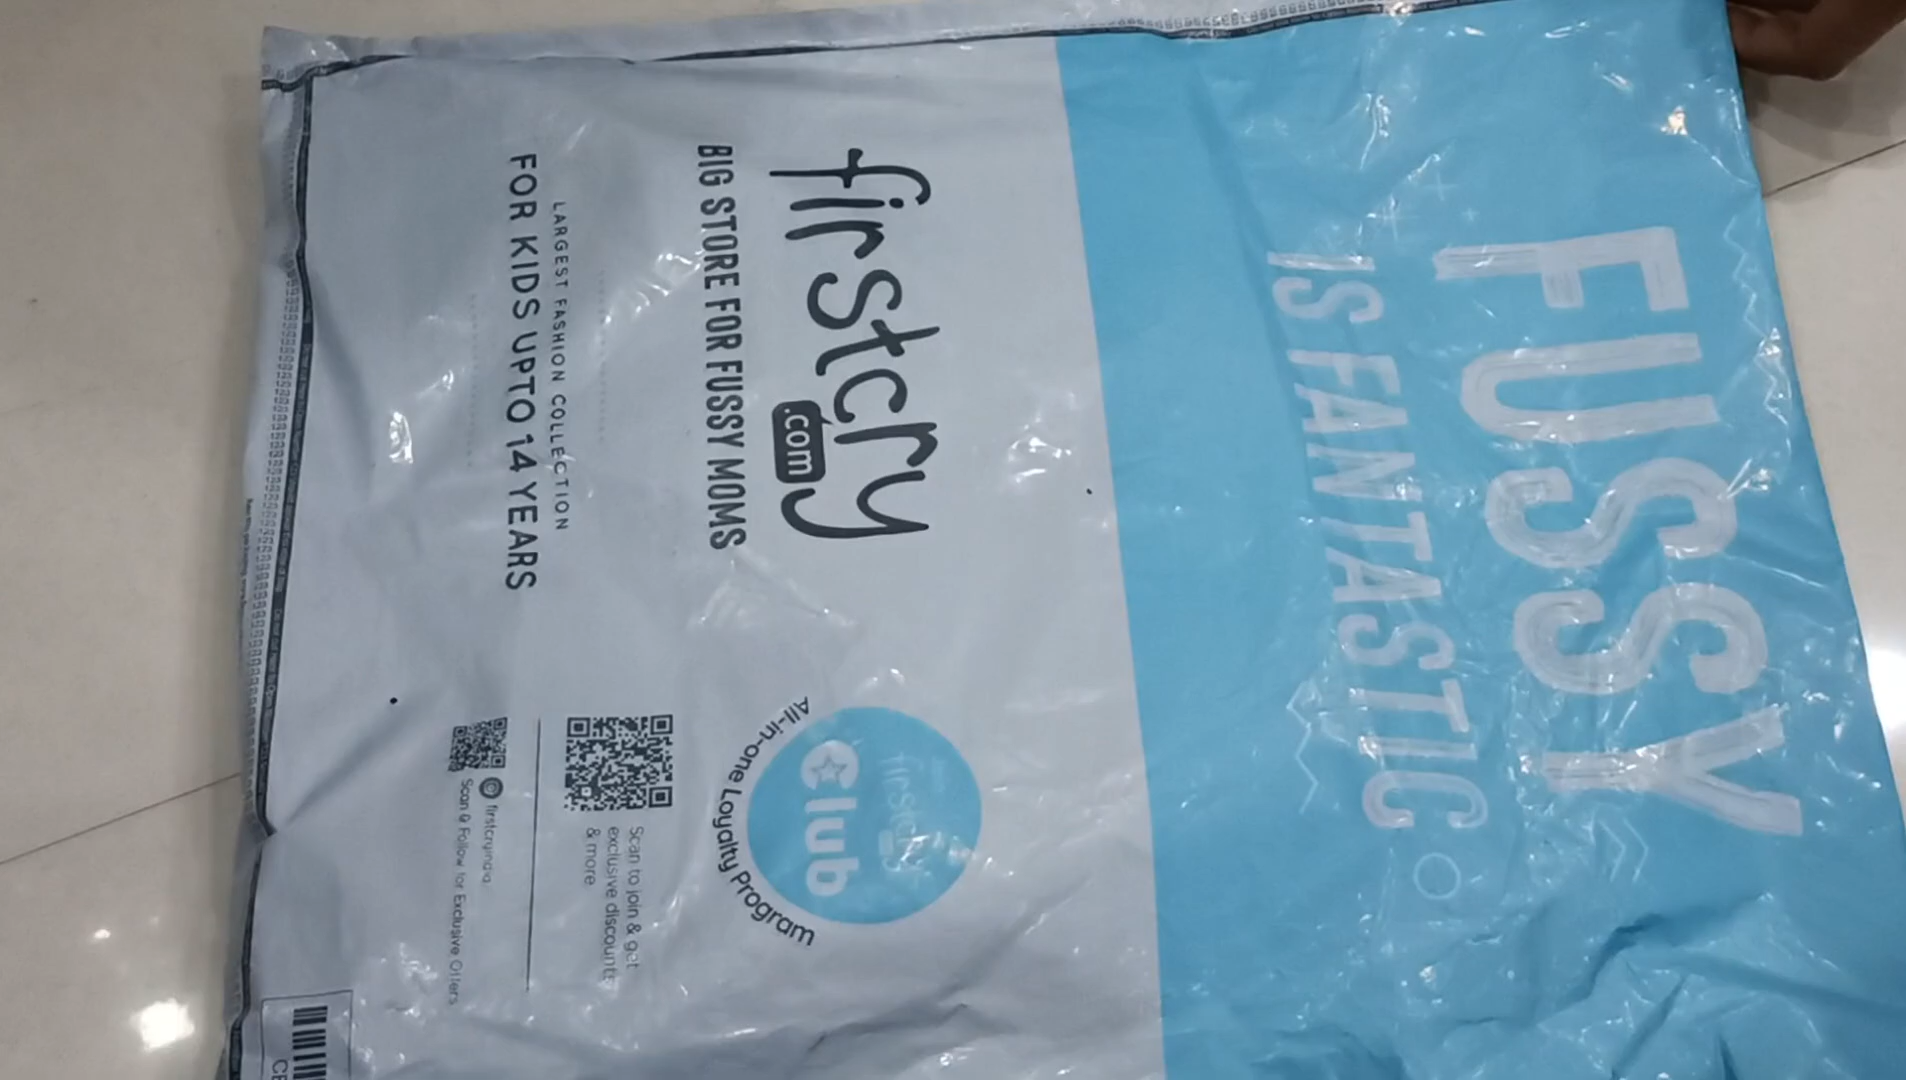 FUSSY
IS FANTASTIC
firstcry
.com
BIG STORE FOR FUSSY MOMS
LARGEST FASHION COLLECTION
FOR KIDS UPTO 14 YEARS
firstcry
Club
All-in-one Loyalty Program
Scan to join & get
exclusive discounts
& more
firstcryindia
Scan & Follow for Exclusive Offers